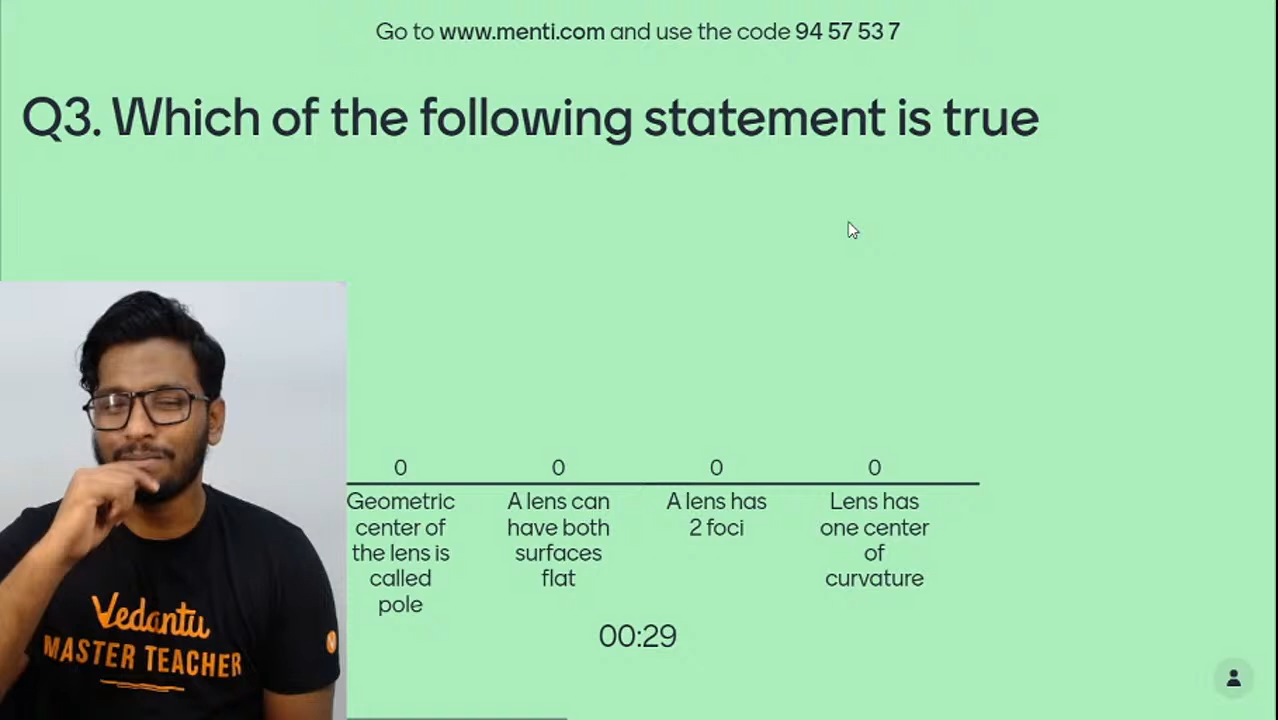 Go to www.menti.com and use the code 94 57 53 7
Q3. Which of the following statement is true
0
0
0
0
Geometric
center of
the lens is
called
pole
A lens can
have both
surfaces
flat
A lens has
2 foci
Lens has
one center
of
curvature
00:29
Vedantu
MASTER TEACHER